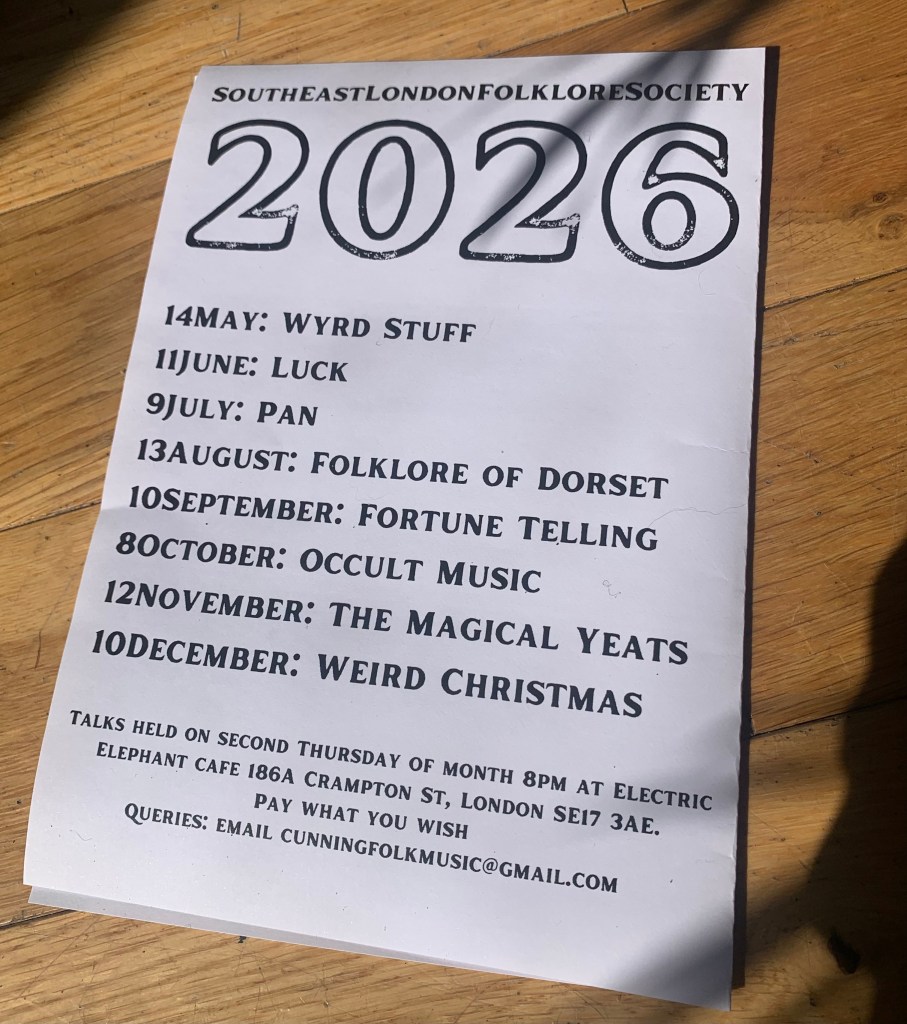 SouthEastLondonFolkloreSociety
2026
14May: Wyrd Stuff
11June: Luck
9July: Pan
13August: Folklore of Dorset
10September: Fortune Telling
8October: Occult Music
12November: The Magical Yeats
10December: Weird Christmas
Talks held on second Thursday of month 8pm at Electric
Elephant cafe 186A Crampton St, London SE17 3AE.
Pay what you wish
Queries: email cunningfolkmusic@gmail.com